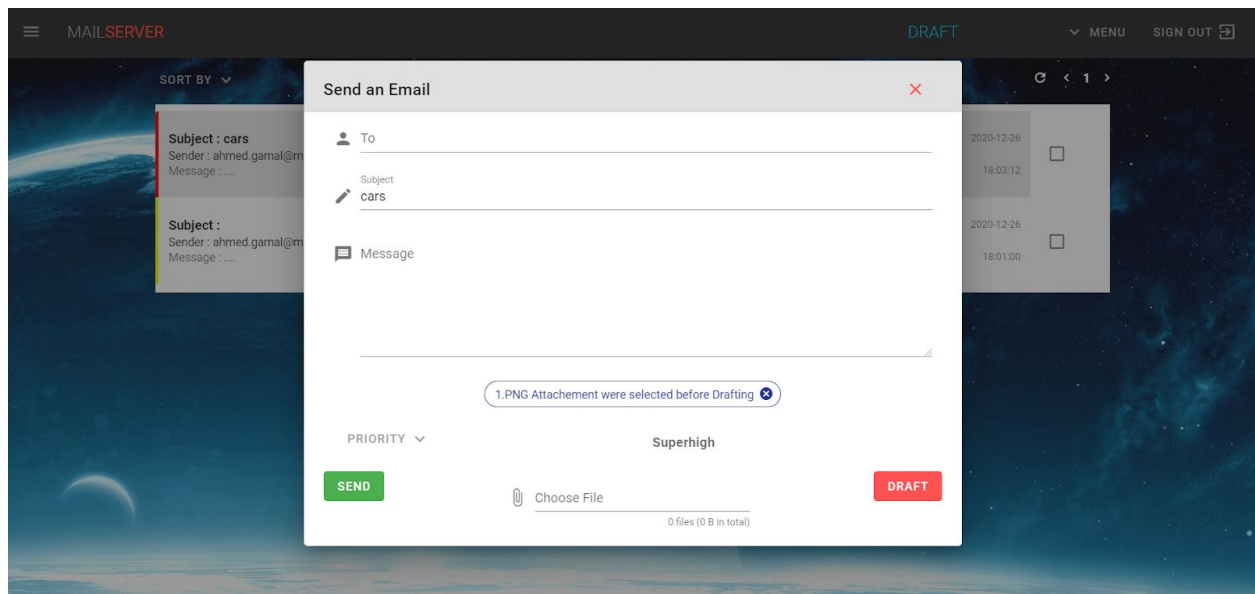 MAILSERVER
DRAFT
MENU
SIGN OUT
SORT BY
1
Send an Email
To
Subject
cars
Message
1.PNG Attachement were selected before Drafting
PRIORITY
Superhigh
SEND
Choose File
0 files (0 B in total)
DRAFT
Subject : cars
Sender : ahmed.gamal@m
Message : ....
2020-12-26
18:03:12
Subject :
Sender : ahmed.gamal@m
Message : ....
2020-12-26
18:01:00